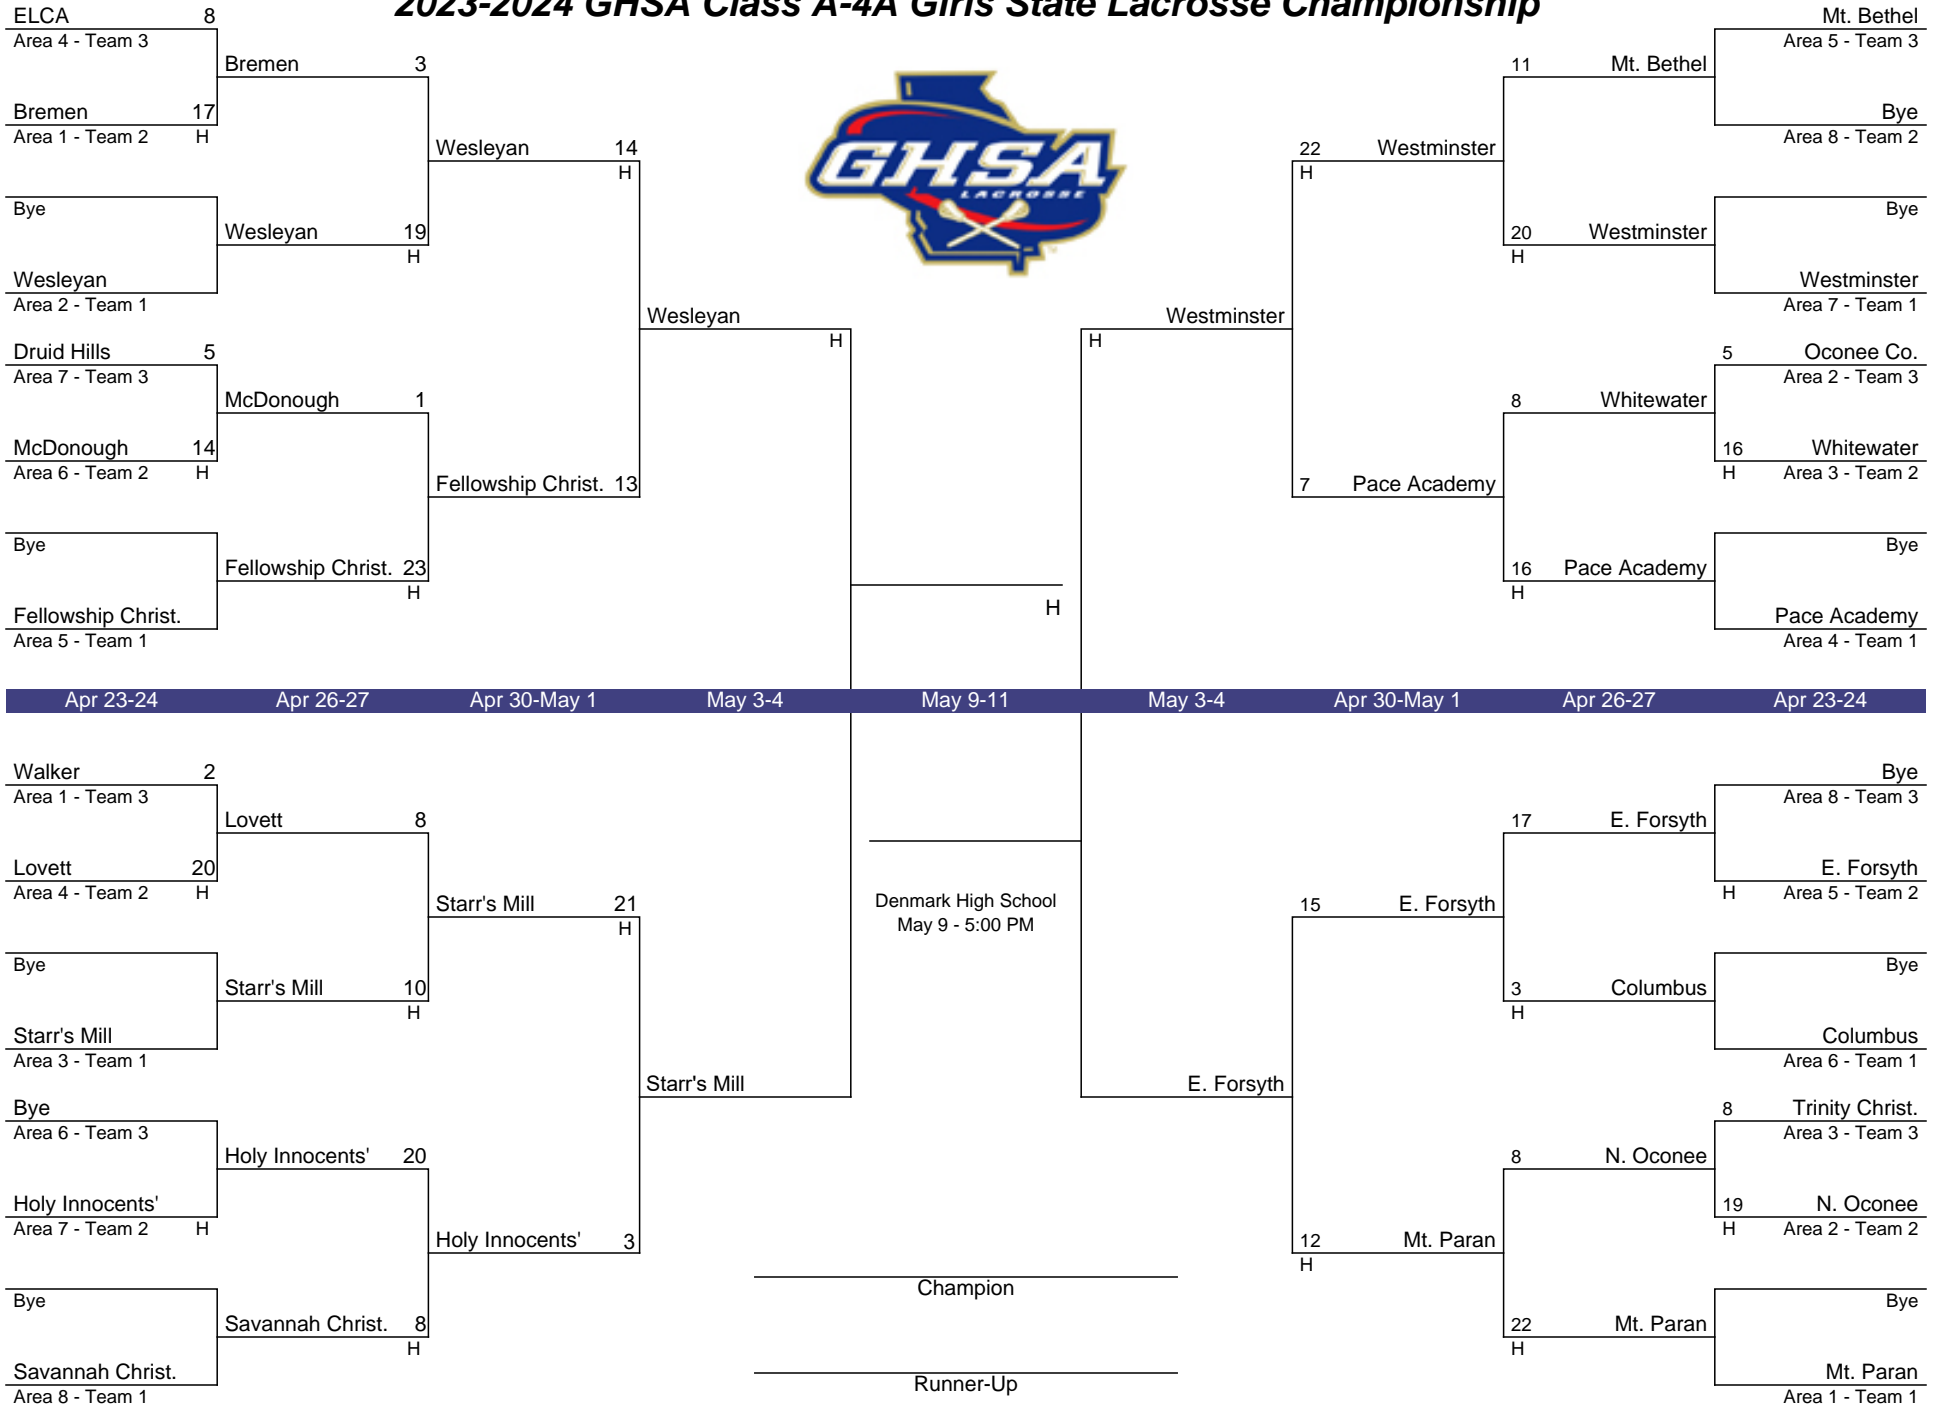 2023-2024 GHSA Class A-4A Girls State Lacrosse Championship
ELCA 8
Area 4 - Team 3
Bremen 3
Bremen 17
Area 1 - Team 2 H
Wesleyan 14
H
Bye
Wesleyan 19
H
Wesleyan
Area 2 - Team 1
Wesleyan
H
Druid Hills 5
Area 7 - Team 3
McDonough 1
McDonough 14
Area 6 - Team 2 H
Fellowship Christ. 13
Bye
Fellowship Christ. 23
H
Fellowship Christ.
Area 5 - Team 1
GHSA
LACROSSE
H
Mt. Bethel
Area 5 - Team 3
11 Mt. Bethel
Bye
Area 8 - Team 2
22 Westminster
H
Bye
20 Westminster
H
Westminster
Area 7 - Team 1
Westminster
H
5 Oconee Co.
Area 2 - Team 3
8 Whitewater
16 Whitewater
H Area 3 - Team 2
7 Pace Academy
Bye
16 Pace Academy
H
Pace Academy
Area 4 - Team 1
Apr 23-24 Apr 26-27 Apr 30-May 1 May 3-4 May 9-11 May 3-4 Apr 30-May 1 Apr 26-27 Apr 23-24
Walker 2
Area 1 - Team 3
Lovett 8
Lovett 20
Area 4 - Team 2 H
Starr's Mill 21
H
Bye
Starr's Mill 10
H
Starr's Mill
Area 3 - Team 1
Starr's Mill
Bye
Area 6 - Team 3
Holy Innocents' 20
Holy Innocents'
Area 7 - Team 2 H
Holy Innocents' 3
Bye
Savannah Christ. 8
H
Savannah Christ.
Area 8 - Team 1
Denmark High School
May 9 - 5:00 PM
Champion
Runner-Up
Bye
Area 8 - Team 3
17 E. Forsyth
E. Forsyth
H Area 5 - Team 2
15 E. Forsyth
Bye
3 Columbus
H
Columbus
Area 6 - Team 1
E. Forsyth
8 Trinity Christ.
Area 3 - Team 3
8 N. Oconee
19 N. Oconee
H Area 2 - Team 2
12 Mt. Paran
H
Bye
22 Mt. Paran
H
Mt. Paran
Area 1 - Team 1